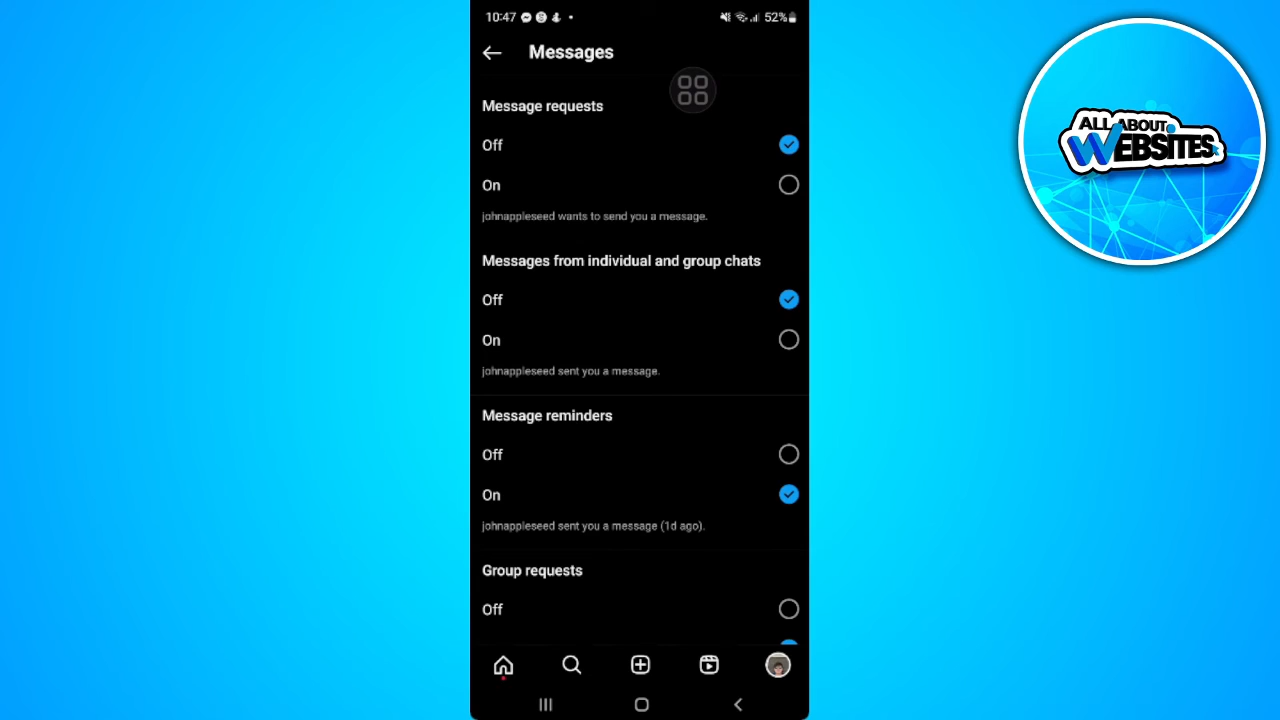 10:47
52%
Messages
Message requests
Off
On
johnappleseed wants to send you a message.
Messages from individual and group chats
Off
On
johnappleseed sent you a message.
Message reminders
Off
On
johnappleseed sent you a message (1d ago).
Group requests
Off
ALL ABOUT
WEBSITES